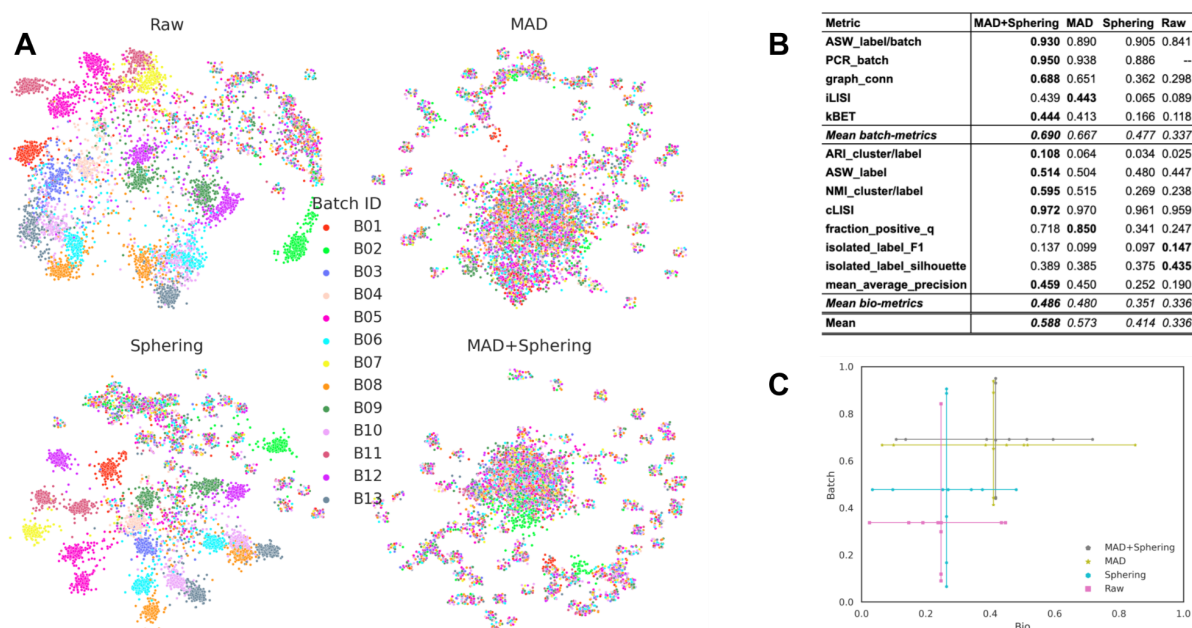 A
Raw
MAD
Batch ID
B01
B02
B03
B04
B05
B06
B07
B08
B09
B10
B11
B12
B13
Sphering
MAD+Sphering
B
Metric MAD+Sphering MAD Sphering Raw
ASW_label/batch 0.930 0.890 0.905 0.841
PCR_batch 0.950 0.938 0.886 --
graph_conn 0.688 0.651 0.362 0.298
iLISI 0.439 0.443 0.065 0.089
kBET 0.444 0.413 0.166 0.118
Mean batch-metrics 0.690 0.667 0.477 0.337
ARI_cluster/label 0.108 0.064 0.034 0.025
ASW_label 0.514 0.504 0.480 0.447
NMI_cluster/label 0.595 0.515 0.269 0.238
cLISI 0.972 0.970 0.961 0.959
fraction_positive_q 0.718 0.850 0.341 0.247
isolated_label_F1 0.137 0.099 0.097 0.147
isolated_label_silhouette 0.389 0.385 0.375 0.435
mean_average_precision 0.459 0.450 0.252 0.190
Mean bio-metrics 0.486 0.480 0.351 0.336
Mean 0.588 0.573 0.414 0.336
C
1.0
0.8
0.6
0.4
0.2
0.0
Batch
MAD+Sphering
MAD
Sphering
Raw
0.0 0.2 0.4 0.6 0.8 1.0
Bio